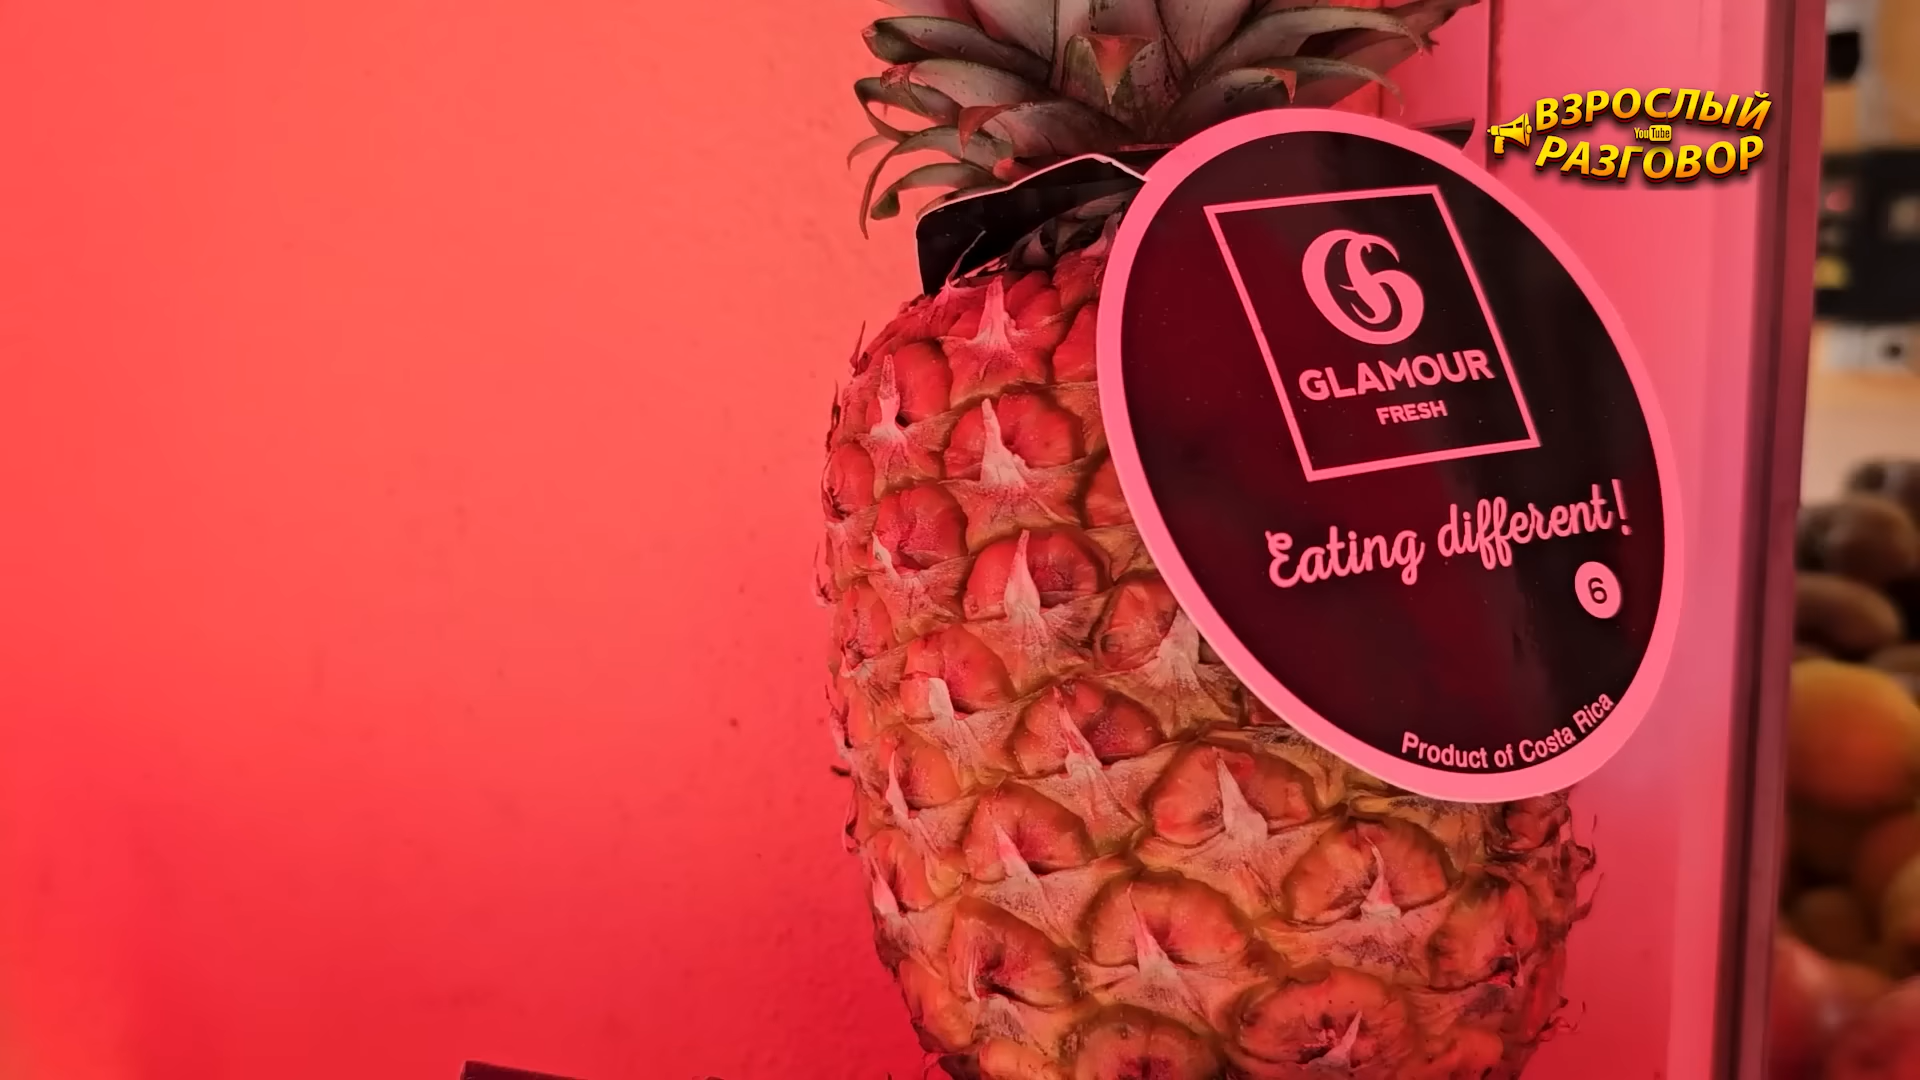 ВЗРОСЛЫЙ
YouTube
РАЗГОВОР
GLAMOUR
FRESH
Eating different!
6
Product of Costa Rica